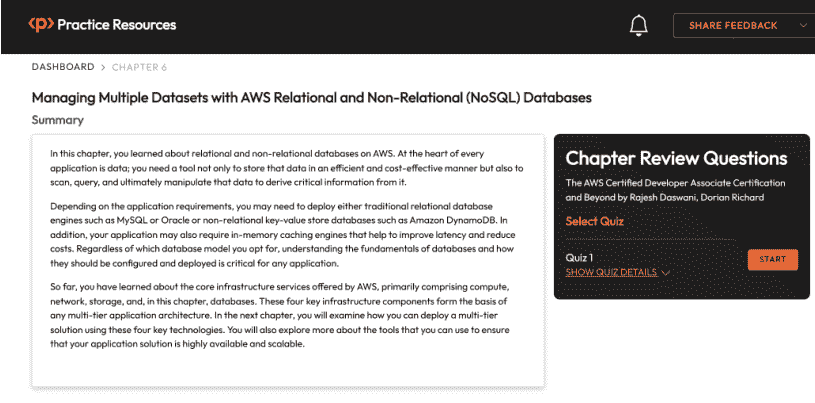 <p> Practice Resources
SHARE FEEDBACK
DASHBOARD > CHAPTER 6
Managing Multiple Datasets with AWS Relational and Non-Relational (NoSQL) Databases
Summary
In this chapter, you learned about relational and non-relational databases on AWS. At the heart of every
application is data; you need a tool not only to store that data in an efficient and cost-effective manner but also to
scan, query, and ultimately manipulate that data to derive critical information from it.
Depending on the application requirements, you may need to deploy either traditional relational database
engines such as MySQL or Oracle or non-relational key-value store databases such as Amazon DynamoDB. In
addition, your application may also require in-memory caching engines that help to improve latency and reduce
costs. Regardless of which database model you opt for, understanding the fundamentals of databases and how
they should be configured and deployed is critical for any application.
So far, you have learned about the core infrastructure services offered by AWS, primarily comprising compute,
network, storage, and, in this chapter, databases. These four key infrastructure components form the basis of
any multi-tier application architecture. In the next chapter, you will examine how you can deploy a multi-tier
solution using these four key technologies. You will also explore more about the tools that you can use to ensure
that your application solution is highly available and scalable.
Chapter Review Questions
The AWS Certified Developer Associate Certification
and Beyond by Rajesh Daswani, Dorian Richard
Select Quiz
Quiz 1
SHOW QUIZ DETAILS
START